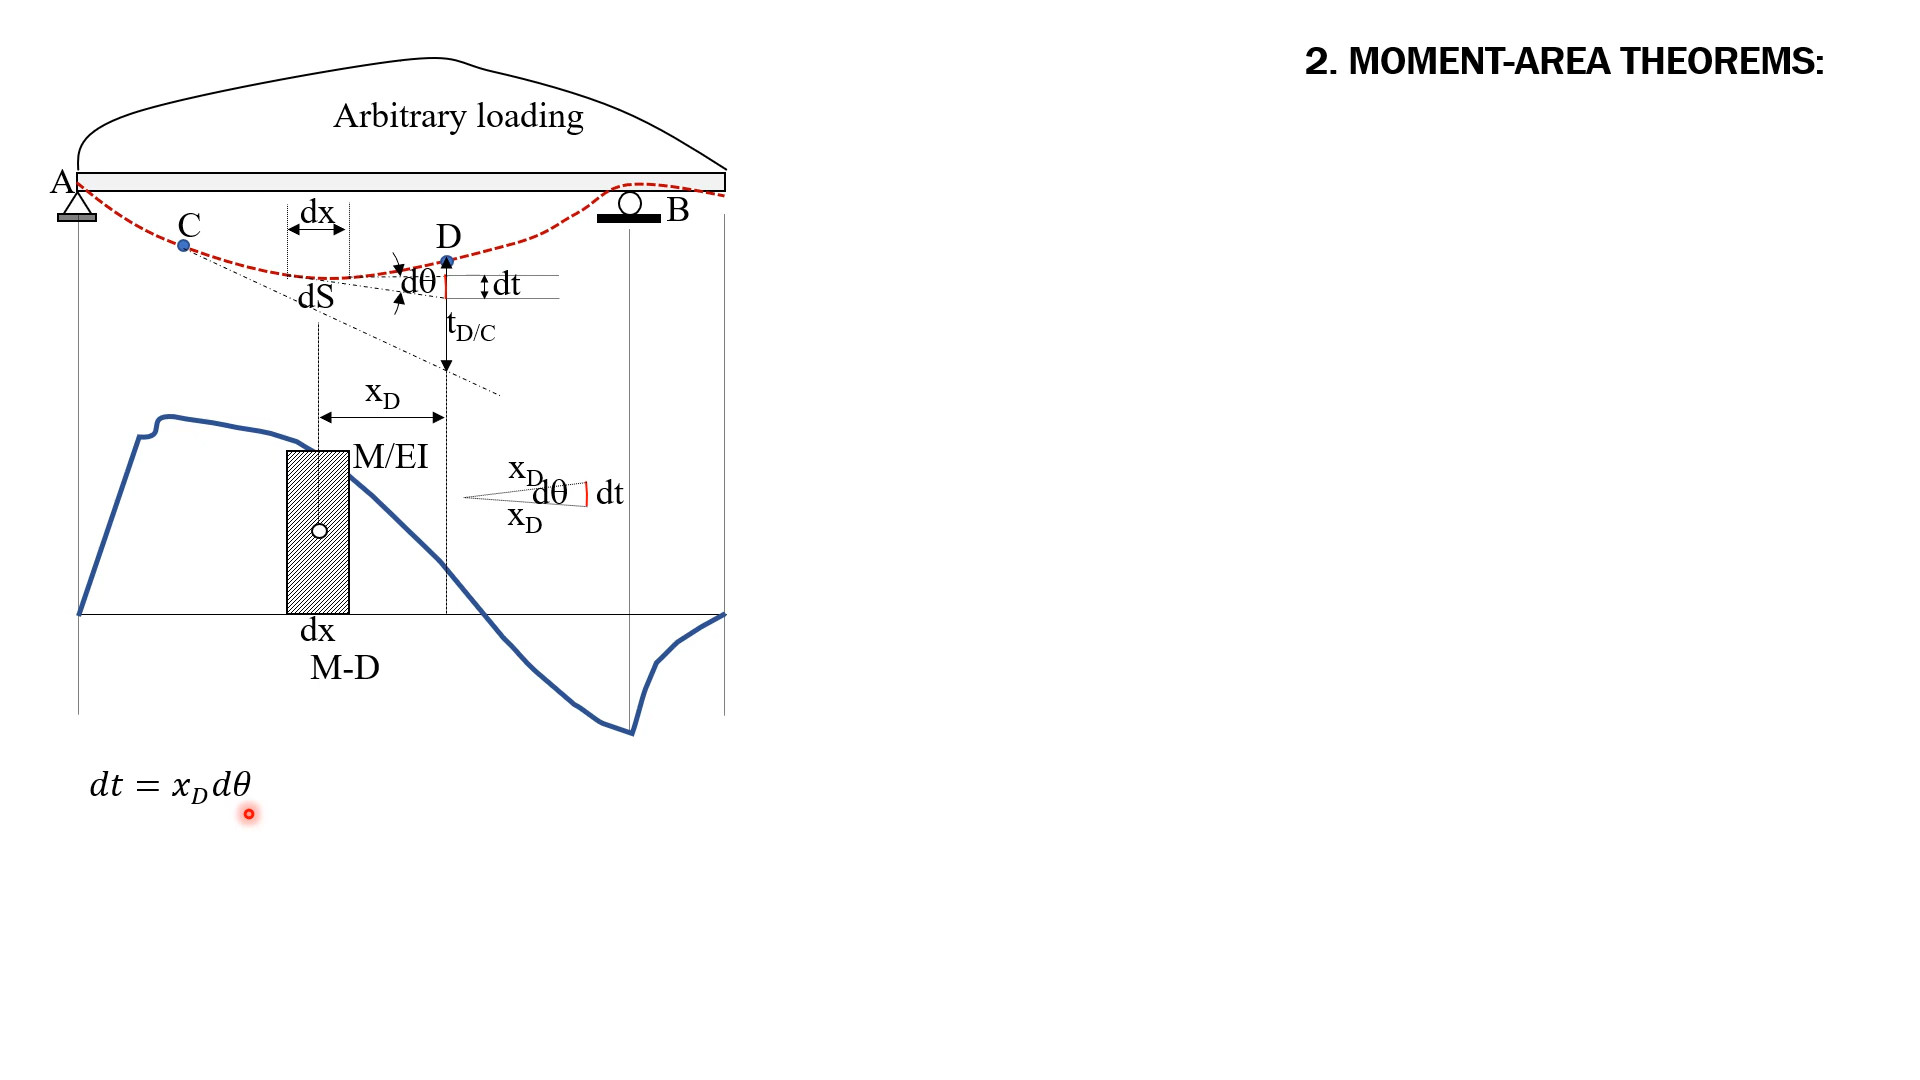 2. MOMENT-AREA THEOREMS:
Arbitrary loading
A
B
C
dx
D
dθ
dt
dS
t_{D/C}
x_D
M/EI
x_D
dθ
dt
x_D
dx
M-D
dt = x_D dθ